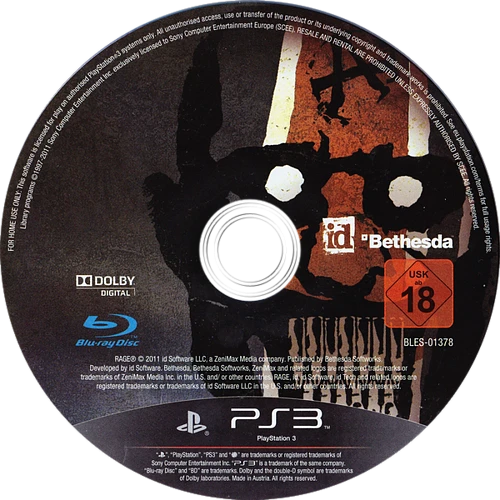 FOR HOME USE ONLY. This software is licensed for play on authorised PlayStation®3 systems only. All unauthorised access, use or transfer of the product or its underlying copyright and trademark works is prohibited. See eu.playstation.com/terms for full usage rights.
Library programs ©1997-2011 Sony Computer Entertainment Inc. exclusively licensed to Sony Computer Entertainment Europe (SCEE). RESALE AND RENTAL ARE PROHIBITED UNLESS EXPRESSLY AUTHORISED BY SCEE. All rights reserved.
id Bethesda
DOLBY
DIGITAL
USK
ab
18
Blu-ray Disc™
BLES-01378
RAGE® © 2011 id Software LLC, a ZeniMax Media company. Published by Bethesda Softworks.
Developed by id Software. Bethesda, Bethesda Softworks, ZeniMax and related logos are registered trademarks or
trademarks of ZeniMax Media Inc. in the U.S. and/ or other countries. RAGE, id, id Software, id Tech and related logos are
registered trademarks or trademarks of id Software LLC in the U.S. and/or other countries. All rights reserved.
PS3™
PlayStation 3
"", "PlayStation", "PS3" and "" are trademarks or registered trademarks of
Sony Computer Entertainment Inc. "PS3" is a trademark of the same company.
"Blu-ray Disc" and "BD" are trademarks. Dolby and the double-D symbol are trademarks
of Dolby laboratories. Made in Austria. All rights reserved.